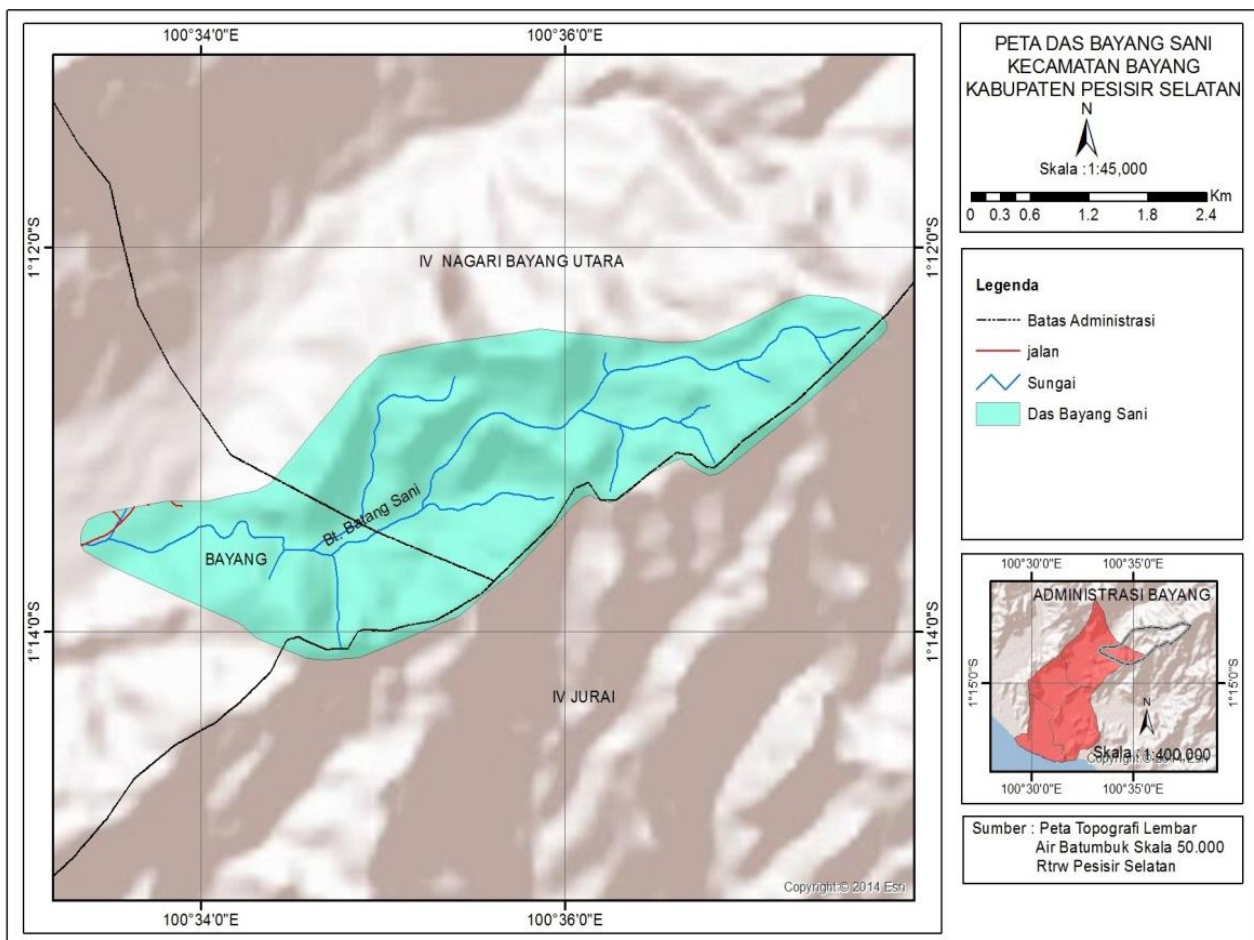 100°34'0"E
100°36'0"E
1°12'0"S
1°12'0"S
IV NAGARI BAYANG UTARA
Bt. Batang Sani
BAYANG
1°14'0"S
1°14'0"S
IV JURAI
Copyright:© 2014 Esri
100°34'0"E
100°36'0"E
PETA DAS BAYANG SANI
KECAMATAN BAYANG
KABUPATEN PESISIR SELATAN
N
Skala :1:45,000
Km
0 0.3 0.6 1.2 1.8 2.4
Legenda
Batas Administrasi
jalan
Sungai
Das Bayang Sani
100°30'0"E
100°35'0"E
ADMINISTRASI BAYANG
1°15'0"S
1°15'0"S
N
Skala :1:400,000
Copyright:© 2014 Esri
100°30'0"E
100°35'0"E
Sumber : Peta Topografi Lembar
Air Batumbuk Skala 50.000
Rtrw Pesisir Selatan